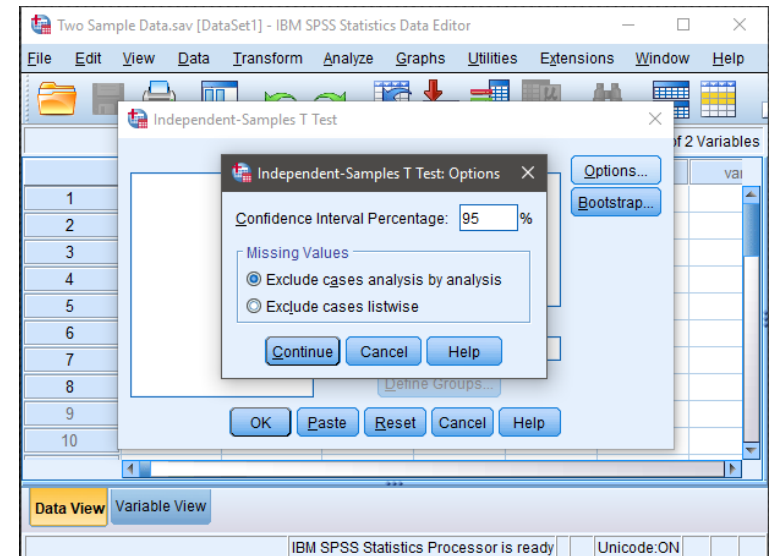 Two Sample Data.sav [DataSet1] - IBM SPSS Statistics Data Editor
File Edit View Data Transform Analyze Graphs Utilities Extensions Window Help
Independent-Samples T Test
of 2 Variables
Independent-Samples T Test: Options
Options...
var
1
Bootstrap...
2
Confidence Interval Percentage: 95 %
3
Missing Values
4
Exclude cases analysis by analysis
5
Exclude cases listwise
6
7
Continue Cancel Help
8
Define Groups...
9
OK Paste Reset Cancel Help
10
Data View Variable View
IBM SPSS Statistics Processor is ready Unicode:ON